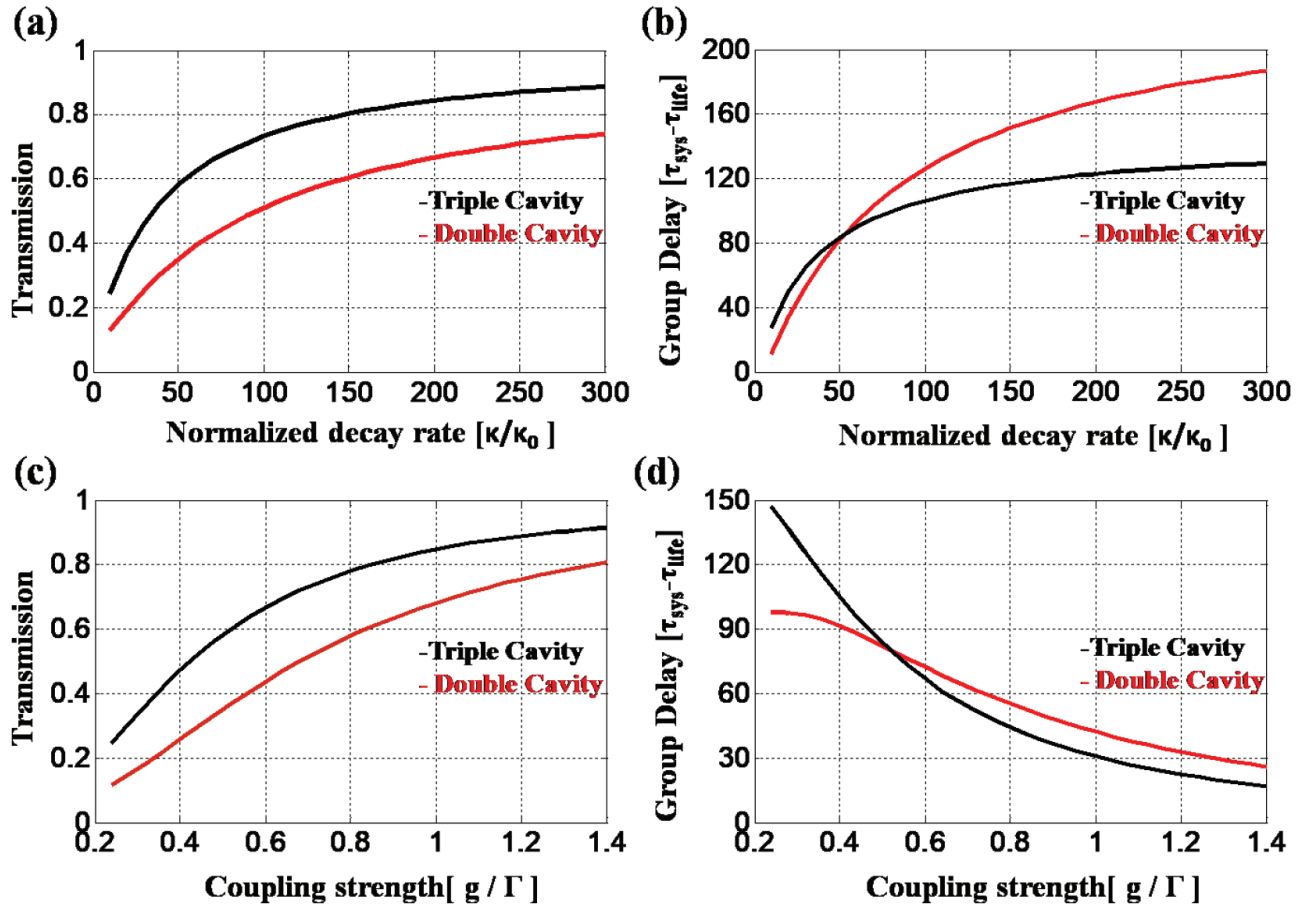 (a)
1
0.8
0.6
0.4
0.2
0
Transmission
-Triple Cavity
- Double Cavity
0 50 100 150 200 250 300
Normalized decay rate [κ/κ0 ]
(b)
200
160
120
80
40
0
Group Delay [τsys-τlife]
-Triple Cavity
- Double Cavity
0 50 100 150 200 250 300
Normalized decay rate [κ/κ0 ]
(c)
1
0.8
0.6
0.4
0.2
0
Transmission
-Triple Cavity
- Double Cavity
0.2 0.4 0.6 0.8 1 1.2 1.4
Coupling strength[ g / Γ ]
(d)
150
120
90
60
30
0
Group Delay [τsys-τlife]
-Triple Cavity
- Double Cavity
0.2 0.4 0.6 0.8 1 1.2 1.4
Coupling strength[ g / Γ ]